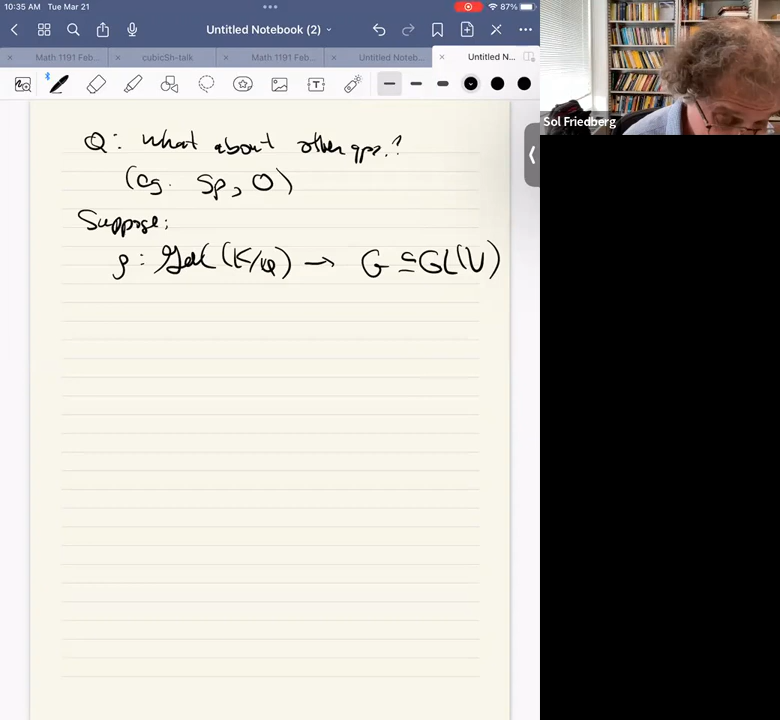 10:35 AM Tue Mar 21
87%
Untitled Notebook (2)
Math 1191 Feb...
cubicSh-talk
Math 1191 Feb...
Untitled Noteb...
Untitled N...
Sol Friedberg
Q: What about other gps.?
(eg. Sp, O)
Suppose:
ρ: Gal(K/Q) → G ⊆ GL(V)